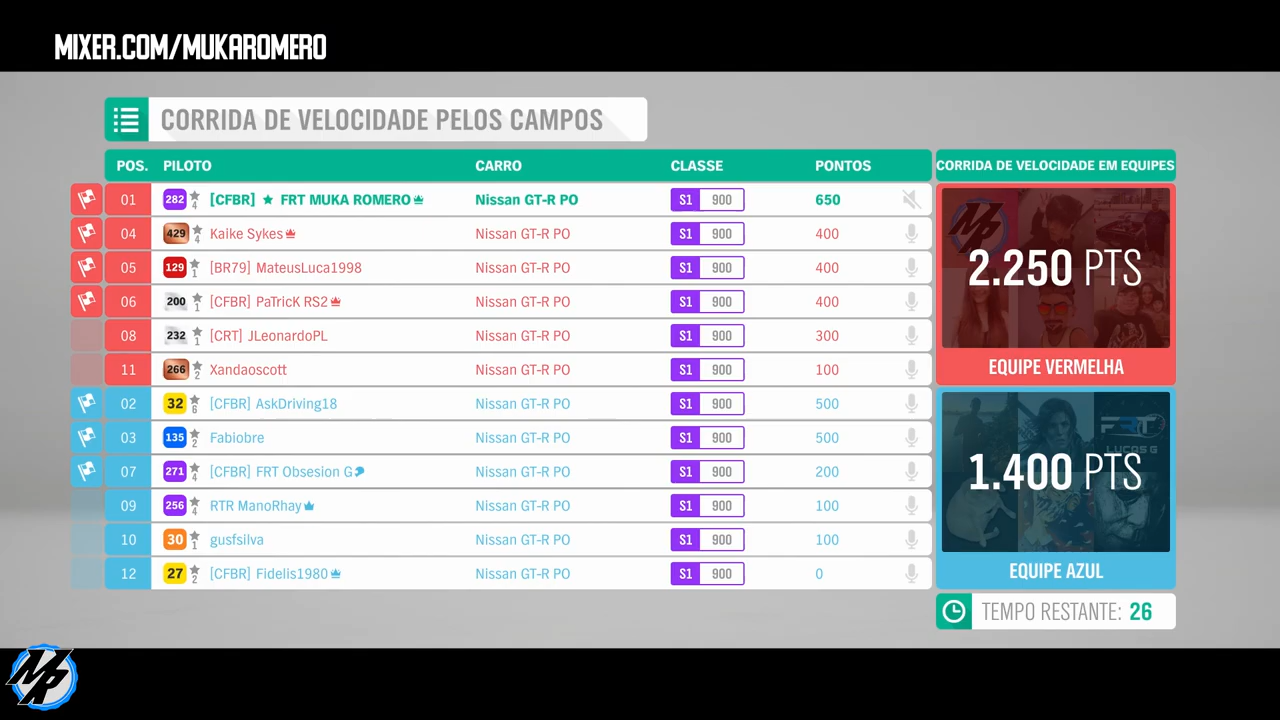 MIXER.COM/MUKAROMERO
CORRIDA DE VELOCIDADE PELOS CAMPOS
POS. PILOTO CARRO CLASSE PONTOS
01 282 4 [CFBR] ★ FRT MUKA ROMERO Nissan GT-R PO S1 900 650
04 429 4 Kaike Sykes Nissan GT-R PO S1 900 400
05 129 1 [BR79] MateusLuca1998 Nissan GT-R PO S1 900 400
06 200 1 [CFBR] PaTricK RS2 Nissan GT-R PO S1 900 400
08 232 1 [CRT] JLeonardoPL Nissan GT-R PO S1 900 300
11 266 2 Xandaoscott Nissan GT-R PO S1 900 100
02 32 6 [CFBR] AskDriving18 Nissan GT-R PO S1 900 500
03 135 2 Fabiobre Nissan GT-R PO S1 900 500
07 271 4 [CFBR] FRT Obsesion G Nissan GT-R PO S1 900 200
09 256 4 RTR ManoRhay Nissan GT-R PO S1 900 100
10 30 1 gusfsilva Nissan GT-R PO S1 900 100
12 27 2 [CFBR] Fidelis1980 Nissan GT-R PO S1 900 0
CORRIDA DE VELOCIDADE EM EQUIPES
2.250 PTS
EQUIPE VERMELHA
FRT
LUCAS G
1.400 PTS
EQUIPE AZUL
TEMPO RESTANTE: 26
MR